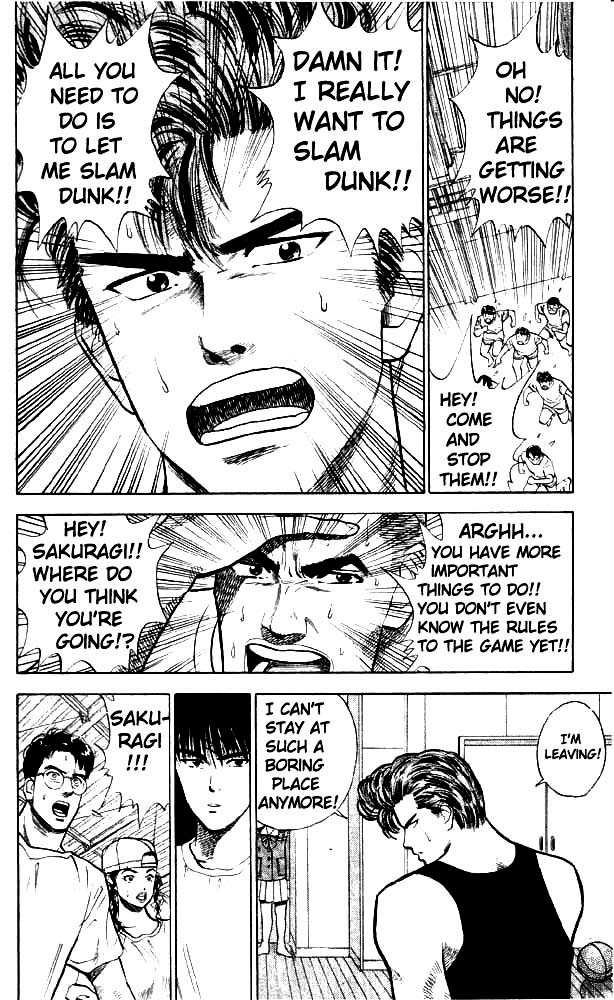 OH
NO!
THINGS
ARE
GETTING
WORSE!!
HEY!
COME
AND
STOP
THEM!!
DAMN IT!
I REALLY
WANT TO
SLAM
DUNK!!
ALL YOU
NEED TO
DO IS
TO LET
ME SLAM
DUNK!!
ARGHH...
YOU HAVE MORE
IMPORTANT
THINGS TO DO!!
YOU DON'T EVEN
KNOW THE RULES
TO THE GAME YET!!
HEY!
SAKURAGI!!
WHERE DO
YOU THINK
YOU'RE
GOING!?
I'M
LEAVING!
I CAN'T
STAY AT
SUCH A
BORING
PLACE
ANYMORE!
SAKU-
RAGI
!!!